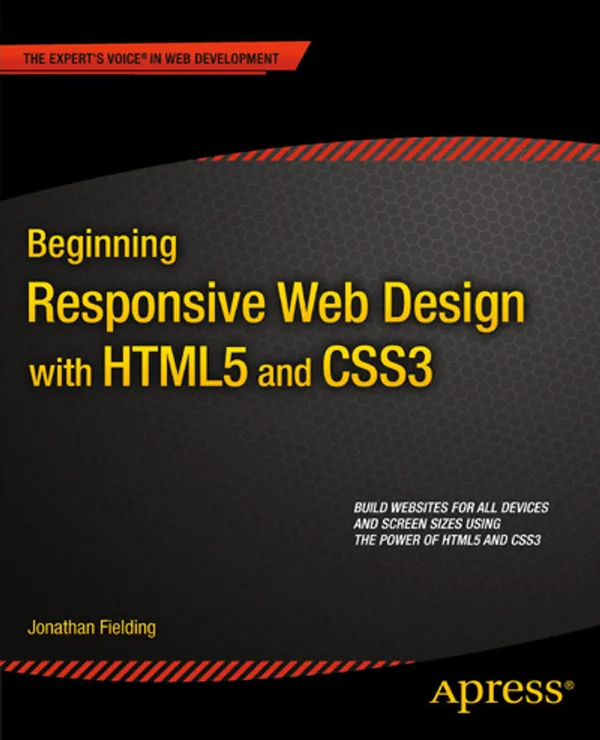 THE EXPERT'S VOICE® IN WEB DEVELOPMENT
Beginning
Responsive Web Design
with HTML5 and CSS3
BUILD WEBSITES FOR ALL DEVICES
AND SCREEN SIZES USING
THE POWER OF HTML5 AND CSS3
Jonathan Fielding
Apress®